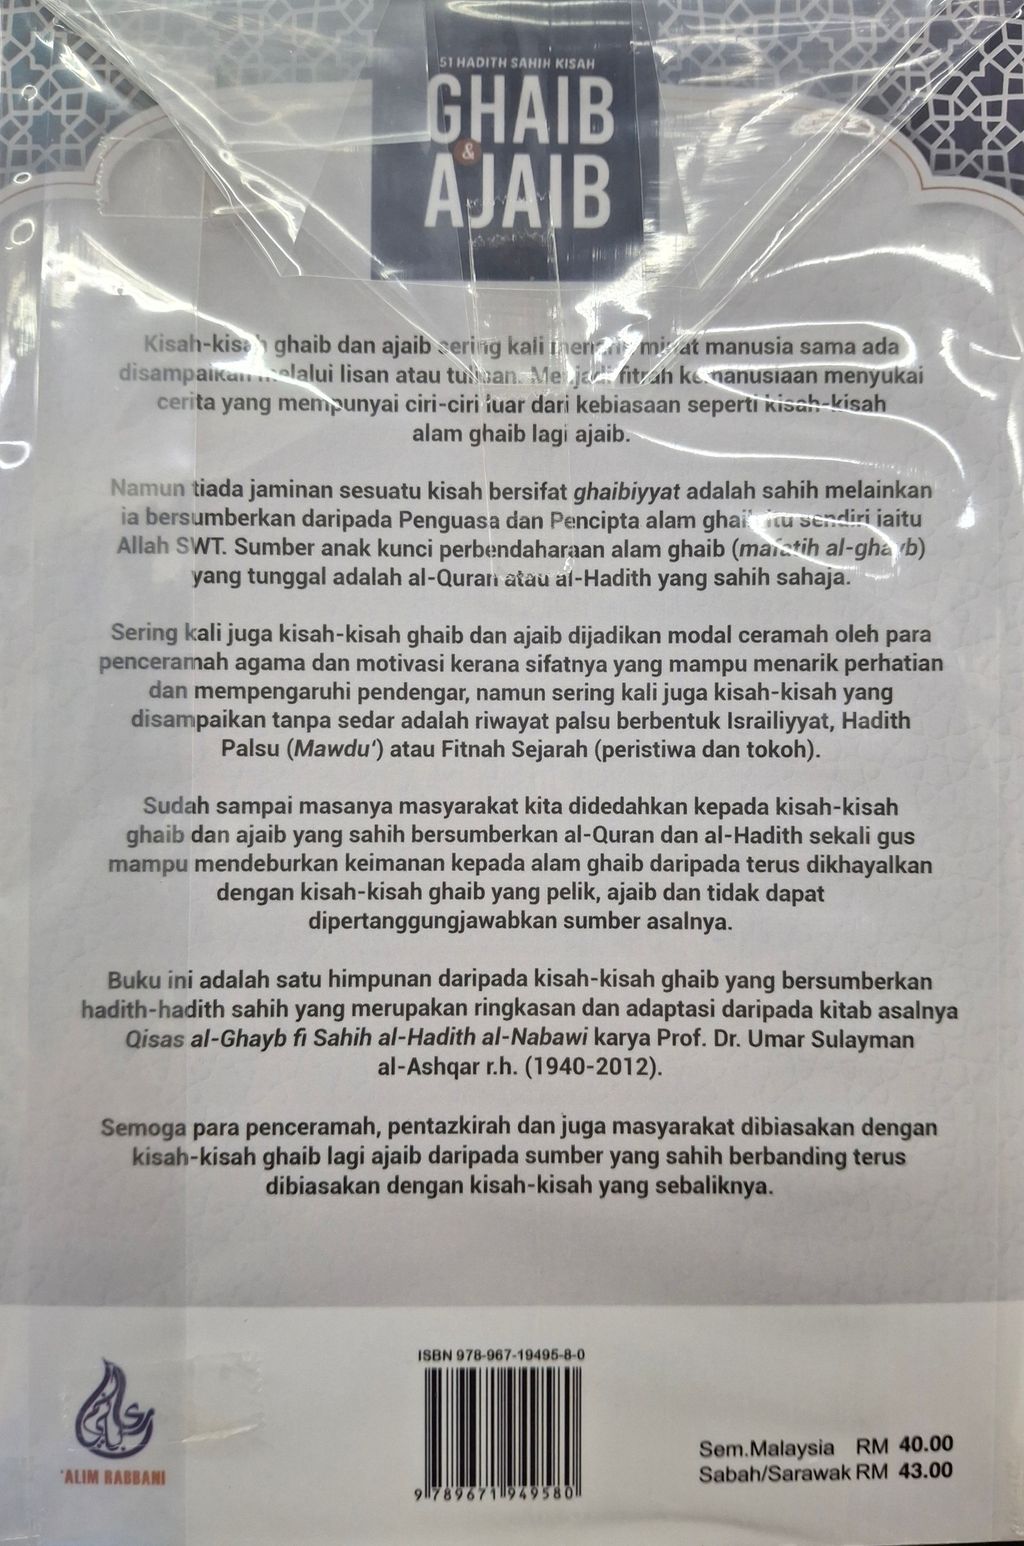 51 HADITH SAHIH KISAH
GHAIB
&
AJAIB
Kisah-kisah ghaib dan ajaib sering kali menarik minat manusia sama ada
disampaikan melalui lisan atau tulisan. Menjadi fitrah kemanusiaan menyukai
cerita yang mempunyai ciri-ciri luar dari kebiasaan seperti kisah-kisah
alam ghaib lagi ajaib.
Namun tiada jaminan sesuatu kisah bersifat ghaibiyyat adalah sahih melainkan
ia bersumberkan daripada Penguasa dan Pencipta alam ghaib itu sendiri iaitu
Allah SWT. Sumber anak kunci perbendaharaan alam ghaib (mafatih al-ghayb)
yang tunggal adalah al-Quran atau al-Hadith yang sahih sahaja.
Sering kali juga kisah-kisah ghaib dan ajaib dijadikan modal ceramah oleh para
penceramah agama dan motivasi kerana sifatnya yang mampu menarik perhatian
dan mempengaruhi pendengar, namun sering kali juga kisah-kisah yang
disampaikan tanpa sedar adalah riwayat palsu berbentuk Israiliyyat, Hadith
Palsu (Mawdu‘) atau Fitnah Sejarah (peristiwa dan tokoh).
Sudah sampai masanya masyarakat kita didedahkan kepada kisah-kisah
ghaib dan ajaib yang sahih bersumberkan al-Quran dan al-Hadith sekali gus
mampu mendeburkan keimanan kepada alam ghaib daripada terus dikhayalkan
dengan kisah-kisah ghaib yang pelik, ajaib dan tidak dapat
dipertanggungjawabkan sumber asalnya.
Buku ini adalah satu himpunan daripada kisah-kisah ghaib yang bersumberkan
hadith-hadith sahih yang merupakan ringkasan dan adaptasi daripada kitab asalnya
Qisas al-Ghayb fi Sahih al-Hadith al-Nabawi karya Prof. Dr. Umar Sulayman
al-Ashqar r.h. (1940-2012).
Semoga para penceramah, pentazkirah dan juga masyarakat dibiasakan dengan
kisah-kisah ghaib lagi ajaib daripada sumber yang sahih berbanding terus
dibiasakan dengan kisah-kisah yang sebaliknya.
ISBN 978-967-19495-8-0
9 789671 949580
'ALIM RABBANI
Sem.Malaysia RM 40.00
Sabah/Sarawak RM 43.00